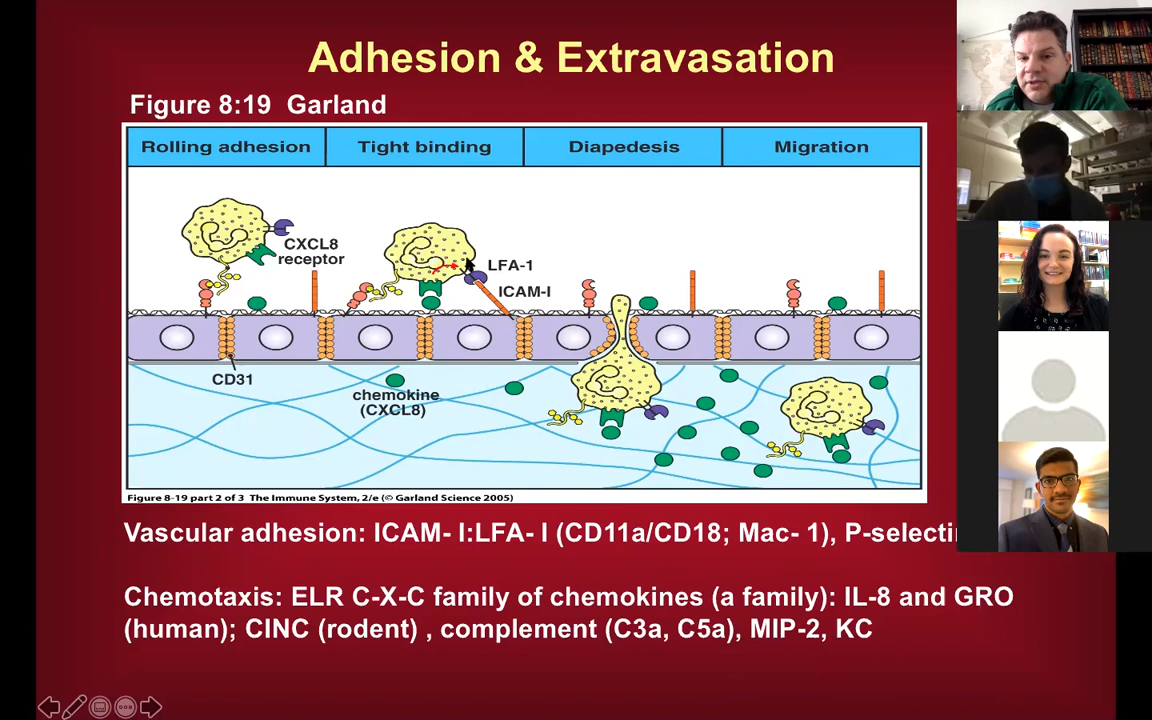 Adhesion & Extravasation
Figure 8:19 Garland
Rolling adhesion
Tight binding
Diapedesis
Migration
CXCL8
receptor
LFA-1
ICAM-I
CD31
chemokine
(CXCL8)
Figure 8-19 part 2 of 3 The Immune System, 2/e (© Garland Science 2005)
Vascular adhesion: ICAM- I:LFA- I (CD11a/CD18; Mac- 1),
Chemotaxis: ELR C-X-C family of chemokines (a family): IL-8 and GRO
(human); CINC (rodent) , complement (C3a, C5a), MIP-2, KC